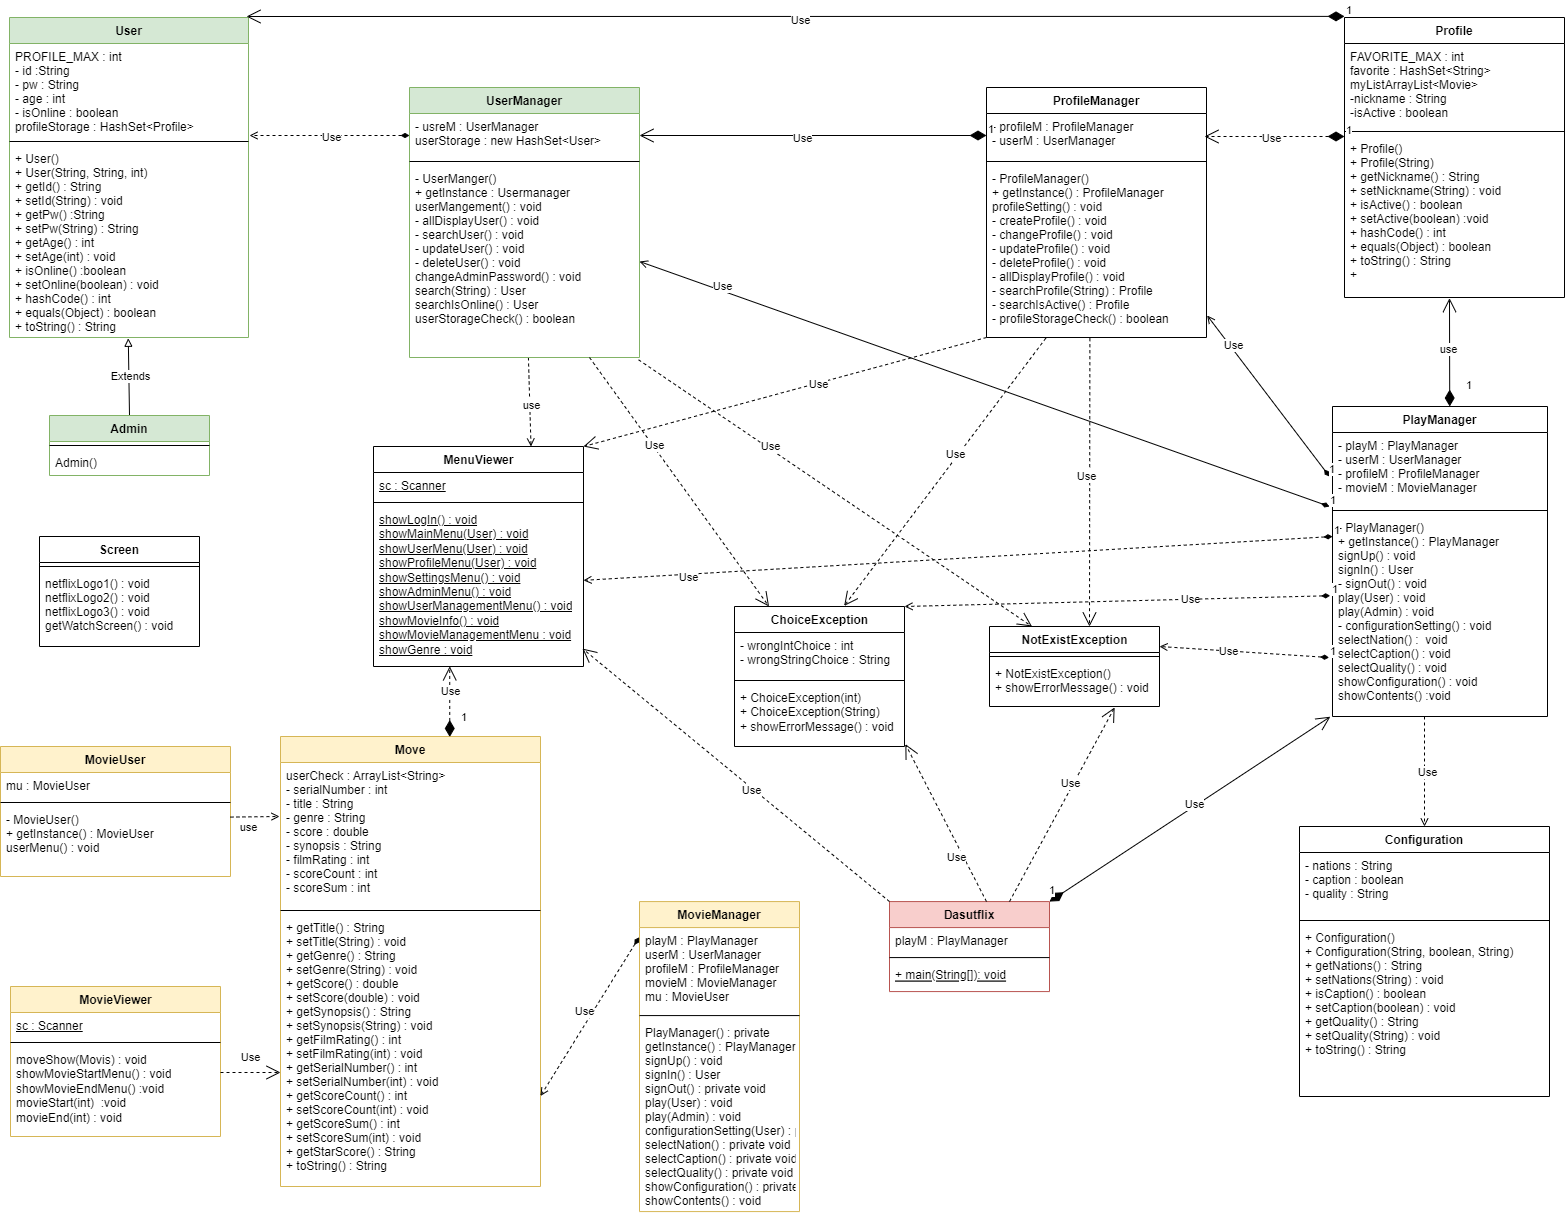 User
PROFILE_MAX : int
- id :String
- pw : String
- age : int
- isOnline : boolean
profileStorage : HashSet<Profile>
+ User()
+ User(String, String, int)
+ getId() : String
+ setId(String) : void
+ getPw() :String
+ setPw(String) : String
+ getAge() : int
+ setAge(int) : void
+ isOnline() :boolean
+ setOnline(boolean) : void
+ hashCode() : int
+ equals(Object) : boolean
+ toString() : String
Extends
Admin
Admin()
Use
1
Use
UserManager
- usreM : UserManager
userStorage : new HashSet<User>
- UserManger()
+ getInstance : Usermanager
userMangement() : void
- allDisplayUser() : void
- searchUser() : void
- updateUser() : void
- deleteUser() : void
changeAdminPassword() : void
search(String) : User
searchIsOnline() : User
userStorageCheck() : boolean
Use
1
ProfileManager
- profileM : ProfileManager
- userM : UserManager
- ProfileManager()
+ getInstance() : ProfileManager
profileSetting() : void
- createProfile() : void
- changeProfile() : void
- updateProfile() : void
- deleteProfile() : void
- allDisplayProfile() : void
- searchProfile(String) : Profile
- searchIsActive() : Profile
- profileStorageCheck() : boolean
Use
1
Profile
FAVORITE_MAX : int
favorite : HashSet<String>
myListArrayList<Movie>
-nickname : String
-isActive : boolean
+ Profile()
+ Profile(String)
+ getNickname() : String
+ setNickname(String) : void
+ isActive() : boolean
+ setActive(boolean) :void
+ hashCode() : int
+ equals(Object) : boolean
+ toString() : String
+
use
1
Use
Use
use
Use
Use
Use
Use
Use
PlayManager
- playM : PlayManager
- userM : UserManager
- profileM : ProfileManager
- movieM : MovieManager
1
1
- PlayManager()
+ getInstance() : PlayManager
signUp() : void
signIn() : User
- signOut() : void
play(User) : void
play(Admin) : void
- configurationSetting() : void
selectNation() :  void
selectCaption() : void
selectQuality() : void
showConfiguration() : void
showContents() :void
1
1
1
MenuViewer
sc : Scanner
showLogIn() : void
showMainMenu(User) : void
showUserMenu(User) : void
showProfileMenu(User) : void
showSettingsMenu() : void
showAdminMenu() : void
showUserManagementMenu() : void
showMovieInfo() : void
showMovieManagementMenu : void
showGenre : void
Use
Use
Use
Screen
netflixLogo1() : void
netflixLogo2() : void
netflixLogo3() : void
getWatchScreen() : void
ChoiceException
- wrongIntChoice : int
- wrongStringChoice : String
+ ChoiceException(int)
+ ChoiceException(String)
+ showErrorMessage() : void
NotExistException
+ NotExistException()
+ showErrorMessage() : void
Use
1
Use
Use
Use
Use
Use
MovieUser
mu : MovieUser
- MovieUser()
+ getInstance() : MovieUser
userMenu() : void
use
Move
userCheck : ArrayList<String>
- serialNumber : int
- title : String
- genre : String
- score : double
- synopsis : String
- filmRating : int
- scoreCount : int
- scoreSum : int
+ getTitle() : String
+ setTitle(String) : void
+ getGenre() : String
+ setGenre(String) : void
+ getScore() : double
+ setScore(double) : void
+ getSynopsis() : String
+ setSynopsis(String) : void
+ getFilmRating() : int
+ setFilmRating(int) : void
+ getSerialNumber() : int
+ setSerialNumber(int) : void
+ getScoreCount() : int
+ setScoreCount(int) : void
+ getScoreSum() : int
+ setScoreSum(int) : void
+ getStarScore() : String
+ toString() : String
MovieViewer
sc : Scanner
moveShow(Movis) : void
showMovieStartMenu() : void
showMovieEndMenu() :void
movieStart(int)  :void
movieEnd(int) : void
Use
Use
MovieManager
playM : PlayManager
userM : UserManager
profileM : ProfileManager
movieM : MovieManager
mu : MovieUser
PlayManager() : private
getInstance() : PlayManager
signUp() : void
signIn() : User
signOut() : private void
play(User) : void
play(Admin) : void
configurationSetting(User) :
selectNation() : private void
selectCaption() : private void
selectQuality() : private void
showConfiguration() : private
showContents() : void
Dasutflix
playM : PlayManager
+ main(String[]): void
1
Configuration
- nations : String
- caption : boolean
- quality : String
+ Configuration()
+ Configuration(String, boolean, String)
+ getNations() : String
+ setNations(String) : void
+ isCaption() : boolean
+ setCaption(boolean) : void
+ getQuality() : String
+ setQuality(String) : void
+ toString() : String